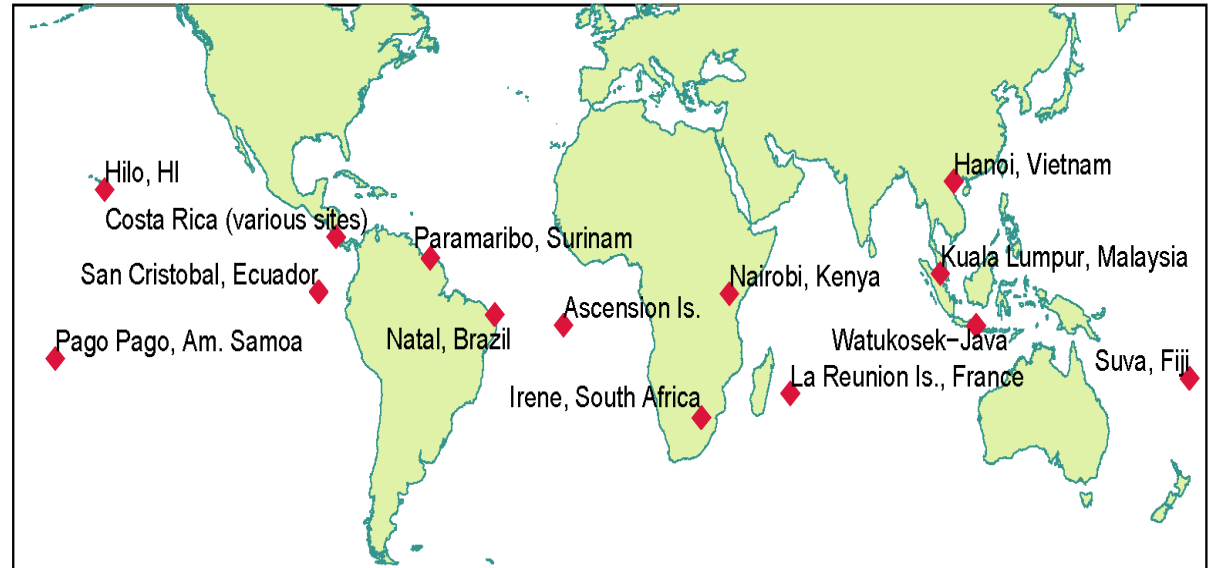 Hilo, HI
Hanoi, Vietnam
Costa Rica (various sites)
Paramaribo, Surinam
Kuala Lumpur, Malaysia
San Cristobal, Ecuador
Nairobi, Kenya
Ascension Is.
Pago Pago, Am. Samoa
Natal, Brazil
Watukosek-Java
Suva, Fiji
La Reunion Is., France
Irene, South Africa